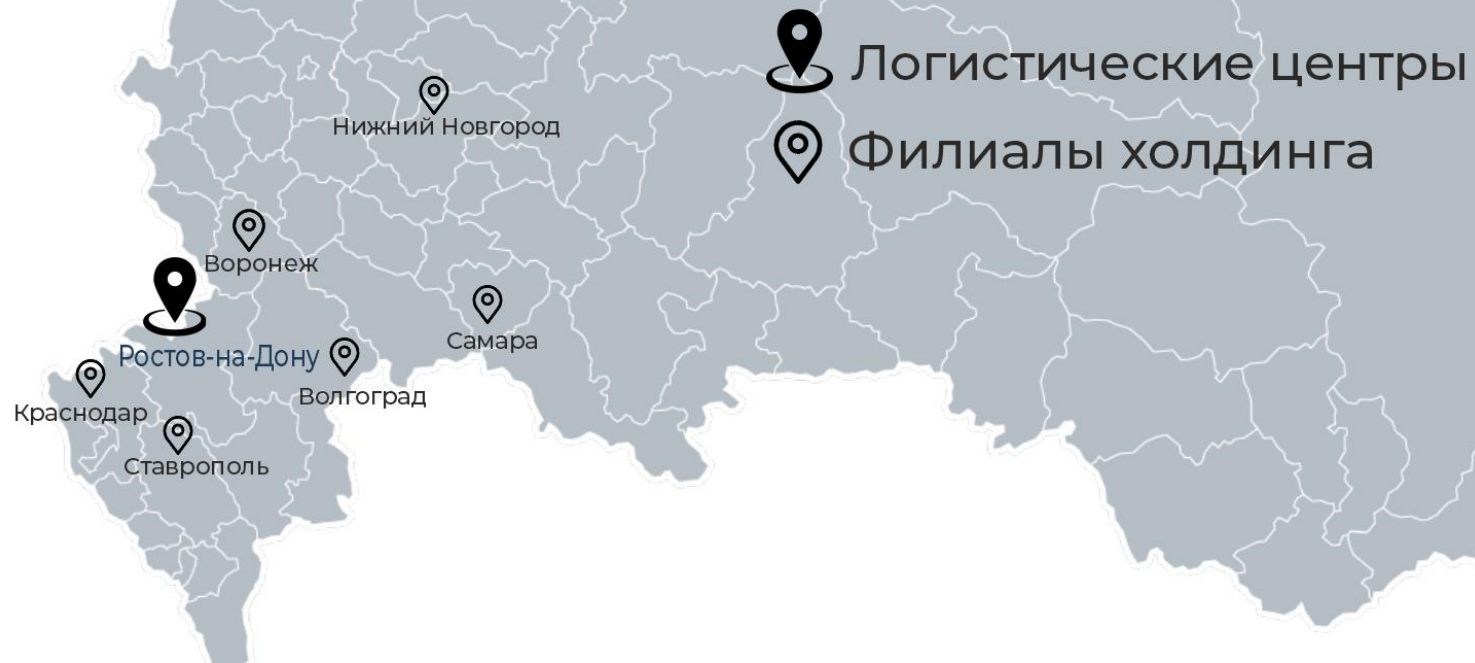 Логистические центры
Филиалы холдинга
Нижний Новгород
Воронеж
Самара
Ростов-на-Дону
Волгоград
Краснодар
Ставрополь